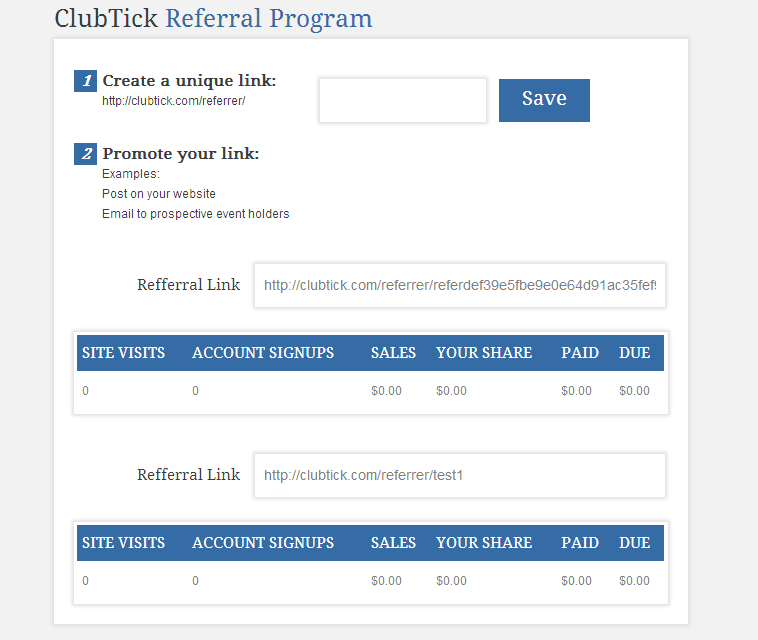 ClubTick Referral Program
1 Create a unique link:
http://clubtick.com/referrer/
Save
2 Promote your link:
Examples:
Post on your website
Email to prospective event holders
Refferral Link http://clubtick.com/referrer/referdef39e5fbe9e0e64d91ac35fef
SITE VISITS ACCOUNT SIGNUPS SALES YOUR SHARE PAID DUE
0 0 $0.00 $0.00 $0.00 $0.00
Refferral Link http://clubtick.com/referrer/test1
SITE VISITS ACCOUNT SIGNUPS SALES YOUR SHARE PAID DUE
0 0 $0.00 $0.00 $0.00 $0.00